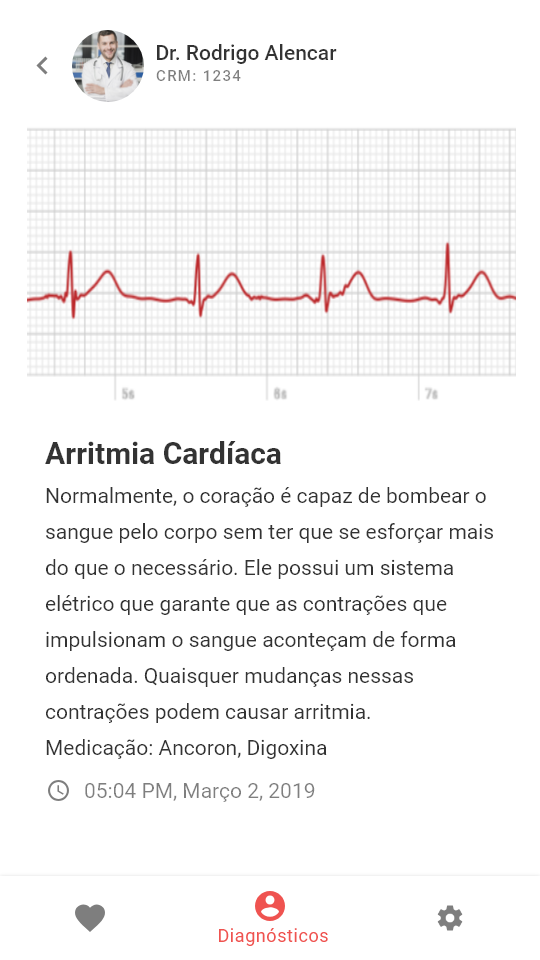 Dr. Rodrigo Alencar
CRM: 1234
5s
6s
7s
Arritmia Cardíaca
Normalmente, o coração é capaz de bombear o
sangue pelo corpo sem ter que se esforçar mais
do que o necessário. Ele possui um sistema
elétrico que garante que as contrações que
impulsionam o sangue aconteçam de forma
ordenada. Quaisquer mudanças nessas
contrações podem causar arritmia.
Medicação: Ancoron, Digoxina
05:04 PM, Março 2, 2019
Diagnósticos